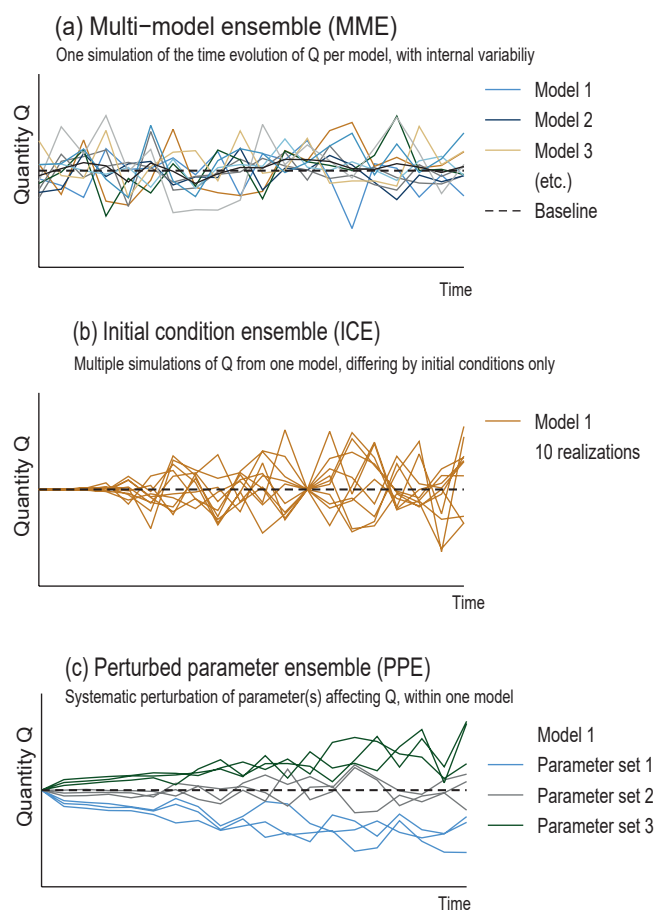 (a) Multi−model ensemble (MME)
One simulation of the time evolution of Q per model, with internal variabiliy
Quantity Q
Model 1
Model 2
Model 3
(etc.)
Baseline
Time
(b) Initial condition ensemble (ICE)
Multiple simulations of Q from one model, differing by initial conditions only
Quantity Q
Model 1
10 realizations
Time
(c) Perturbed parameter ensemble (PPE)
Systematic perturbation of parameter(s) affecting Q, within one model
Quantity Q
Model 1
Parameter set 1
Parameter set 2
Parameter set 3
Time